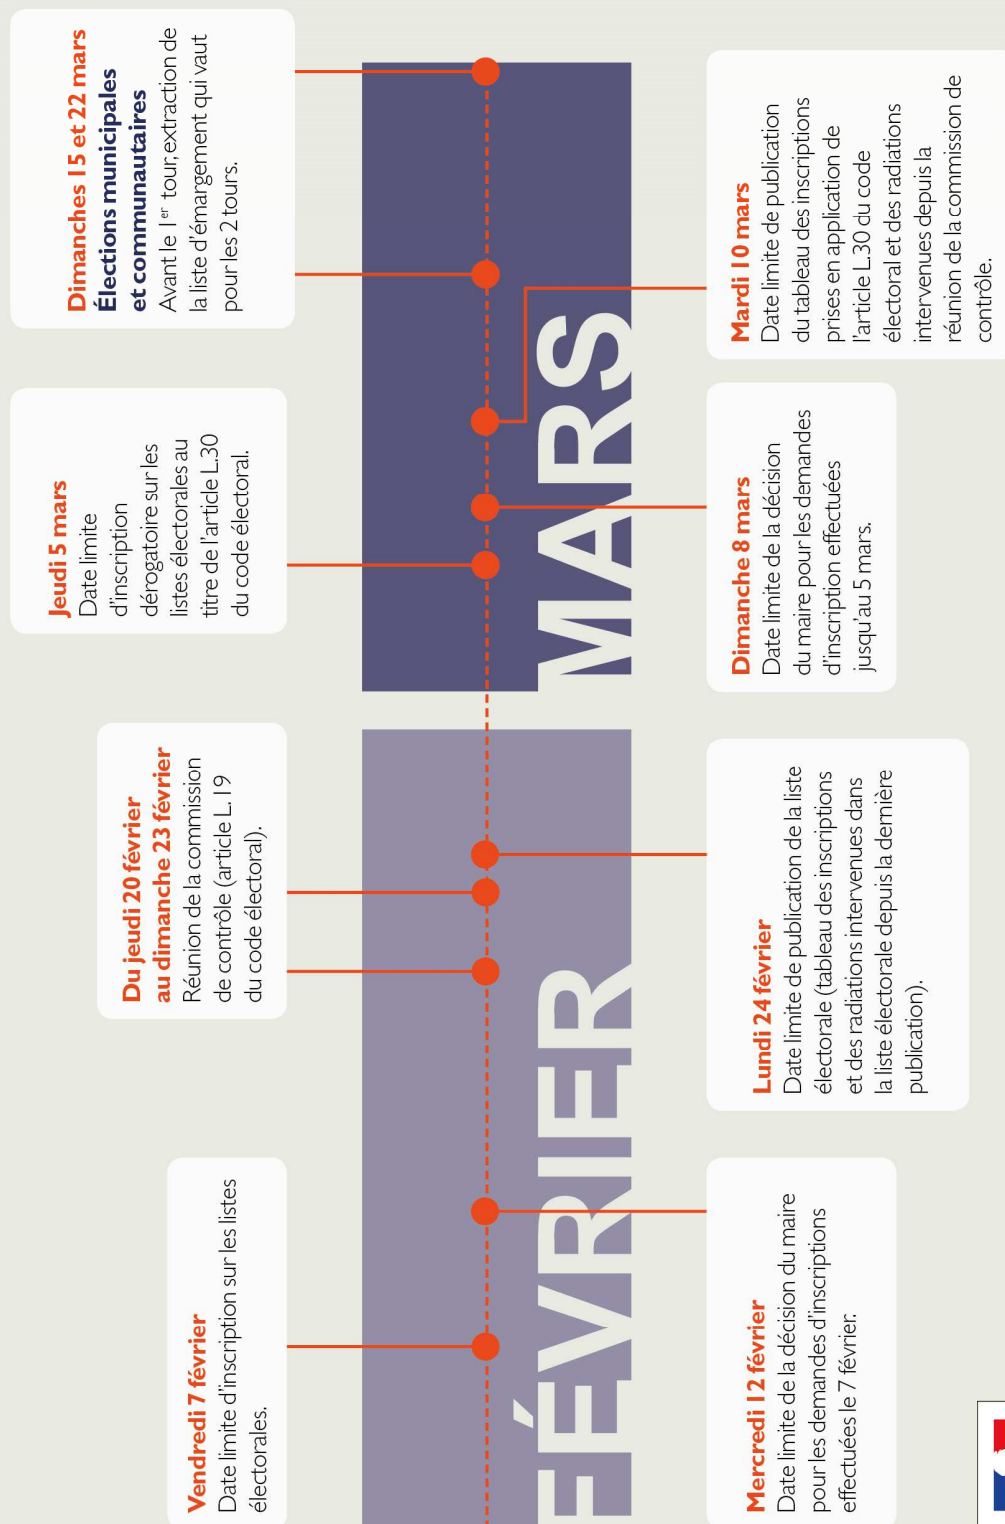 Vendredi 7 février
Date limite d'inscription sur les listes
électorales.
Du jeudi 20 février
au dimanche 23 février
Réunion de la commission
de contrôle (article L.19
du code électoral).
Jeudi 5 mars
Date limite
d'inscription
dérogatoire sur les
listes électorales au
titre de l'article L.30
du code électoral.
Dimanches 15 et 22 mars
Élections municipales
et communautaires
Avant le 1er tour, extraction de
la liste d'émargement qui vaut
pour les 2 tours.
FÉVRIER
MARS
Mercredi 12 février
Date limite de la décision du maire
pour les demandes d'inscriptions
effectuées le 7 février.
Lundi 24 février
Date limite de publication de la liste
électorale (tableau des inscriptions
et des radiations intervenues dans
la liste électorale depuis la dernière
publication).
Dimanche 8 mars
Date limite de la décision
du maire pour les demandes
d'inscription effectuées
jusqu'au 5 mars.
Mardi 10 mars
Date limite de publication
du tableau des inscriptions
prises en application de
l'article L.30 du code
électoral et des radiations
intervenues depuis la
réunion de la commission de
contrôle.